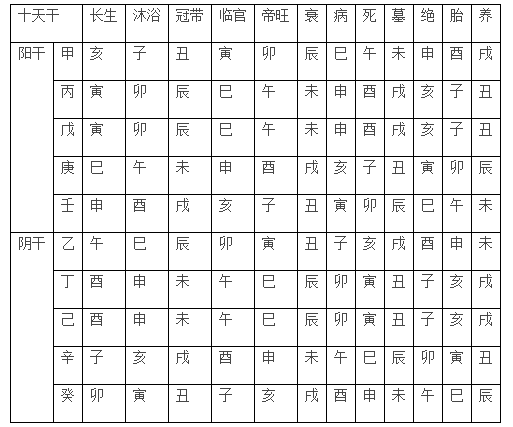 十天干 长生 沐浴 冠带 临官 帝旺 衰 病 死 墓 绝 胎 养
阳干 甲 亥 子 丑 寅 卯 辰 巳 午 未 申 酉 戌
丙 寅 卯 辰 巳 午 未 申 酉 戌 亥 子 丑
戊 寅 卯 辰 巳 午 未 申 酉 戌 亥 子 丑
庚 巳 午 未 申 酉 戌 亥 子 丑 寅 卯 辰
壬 申 酉 戌 亥 子 丑 寅 卯 辰 巳 午 未
阴干 乙 午 巳 辰 卯 寅 丑 子 亥 戌 酉 申 未
丁 酉 申 未 午 巳 辰 卯 寅 丑 子 亥 戌
己 酉 申 未 午 巳 辰 卯 寅 丑 子 亥 戌
辛 子 亥 戌 酉 申 未 午 巳 辰 卯 寅 丑
癸 卯 寅 丑 子 亥 戌 酉 申 未 午 巳 辰